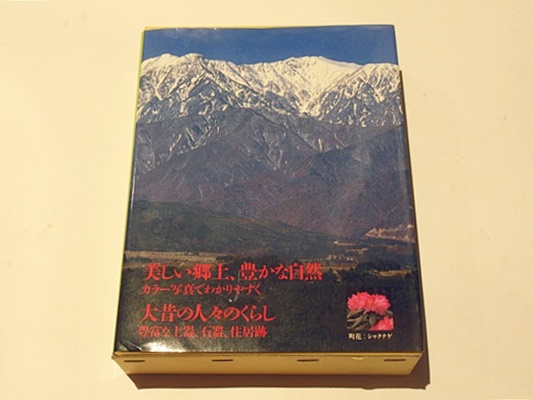 美しい郷土、豊かな自然
カラー写真でわかりやすく
大昔の人々のくらし
豊富な土器、石器、住居跡
町花:シャクナゲ